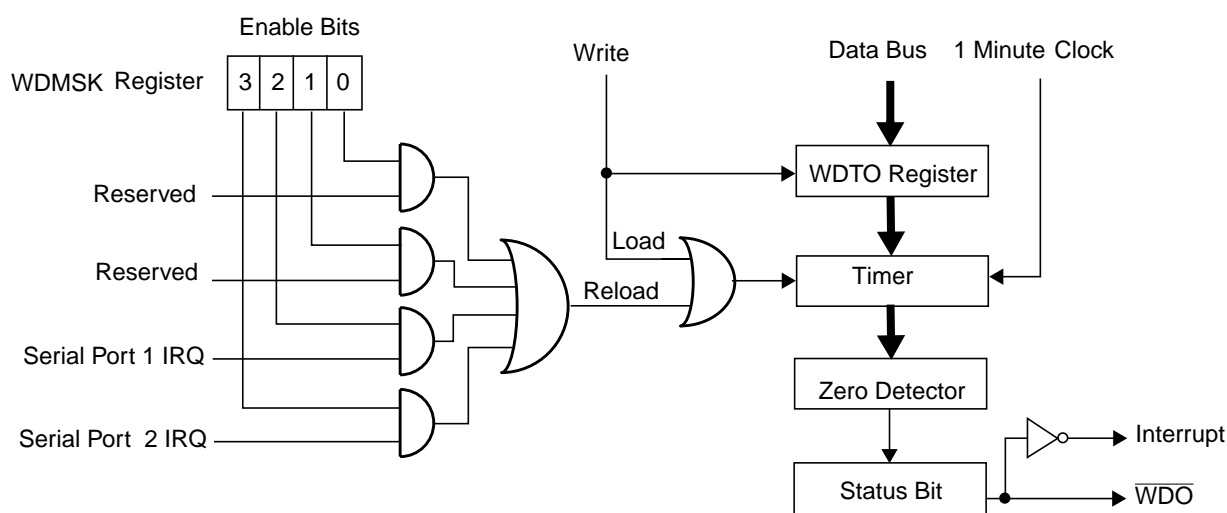 Enable Bits
WDMSK Register
3 2 1 0
Write
Data Bus
1 Minute Clock
Reserved
WDTO Register
Reserved
Load
Reload
Timer
Serial Port 1 IRQ
Zero Detector
Serial Port 2 IRQ
Interrupt
Status Bit
WDO